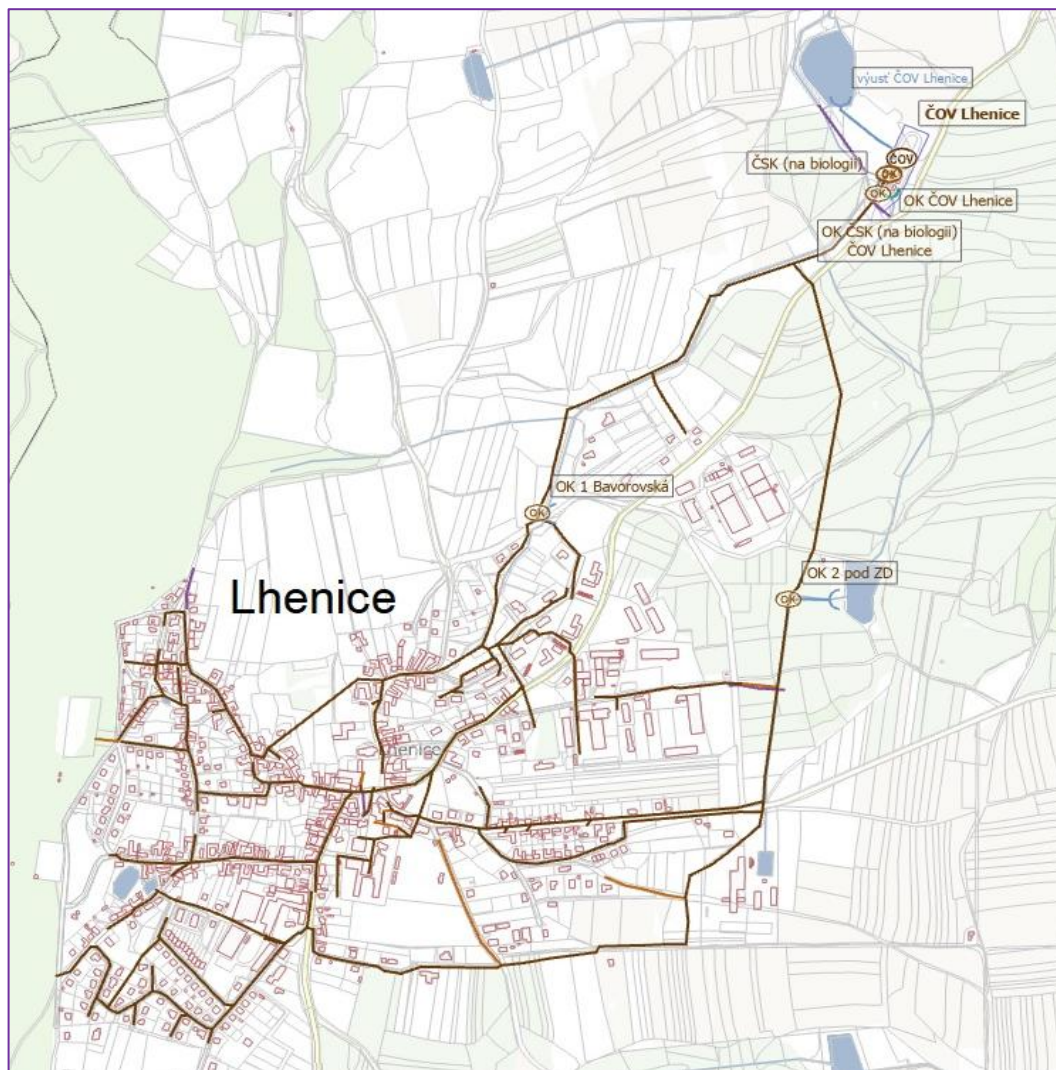 výusť ČOV Lhenice
ČOV Lhenice
ČOV
ČSK (na biologii)
OK
OK
OK ČOV Lhenice
OK ČSK (na biologii)
ČOV Lhenice
OK 1 Bavorovská
OK
OK 2 pod ZD
OK
Lhenice
Lhenice